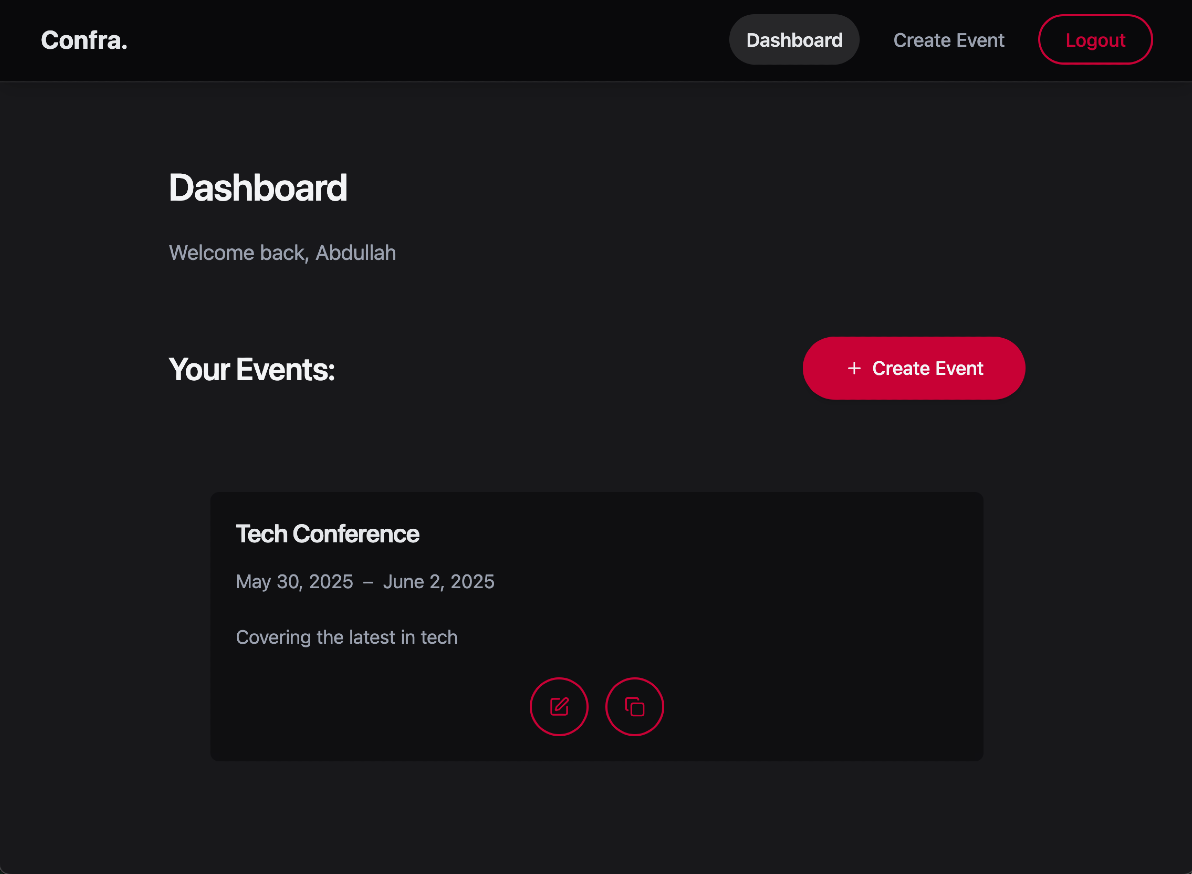 Confra.
Dashboard
Create Event
Logout
Dashboard
Welcome back, Abdullah
Your Events:
+ Create Event
Tech Conference
May 30, 2025 – June 2, 2025
Covering the latest in tech